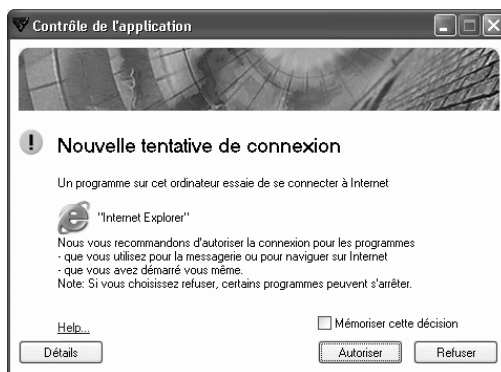 Contrôle de l'application
Nouvelle tentative de connexion
Un programme sur cet ordinateur essaie de se connecter à Internet
"Internet Explorer"
Nous vous recommandons d'autoriser la connexion pour les programmes
- que vous utilisez pour la messagerie ou pour naviguer sur Internet
- que vous avez démarré vous même.
Note: Si vous choisissez refuser, certains programmes peuvent s'arrêter.
Help...
Mémoriser cette décision
Détails
Autoriser
Refuser